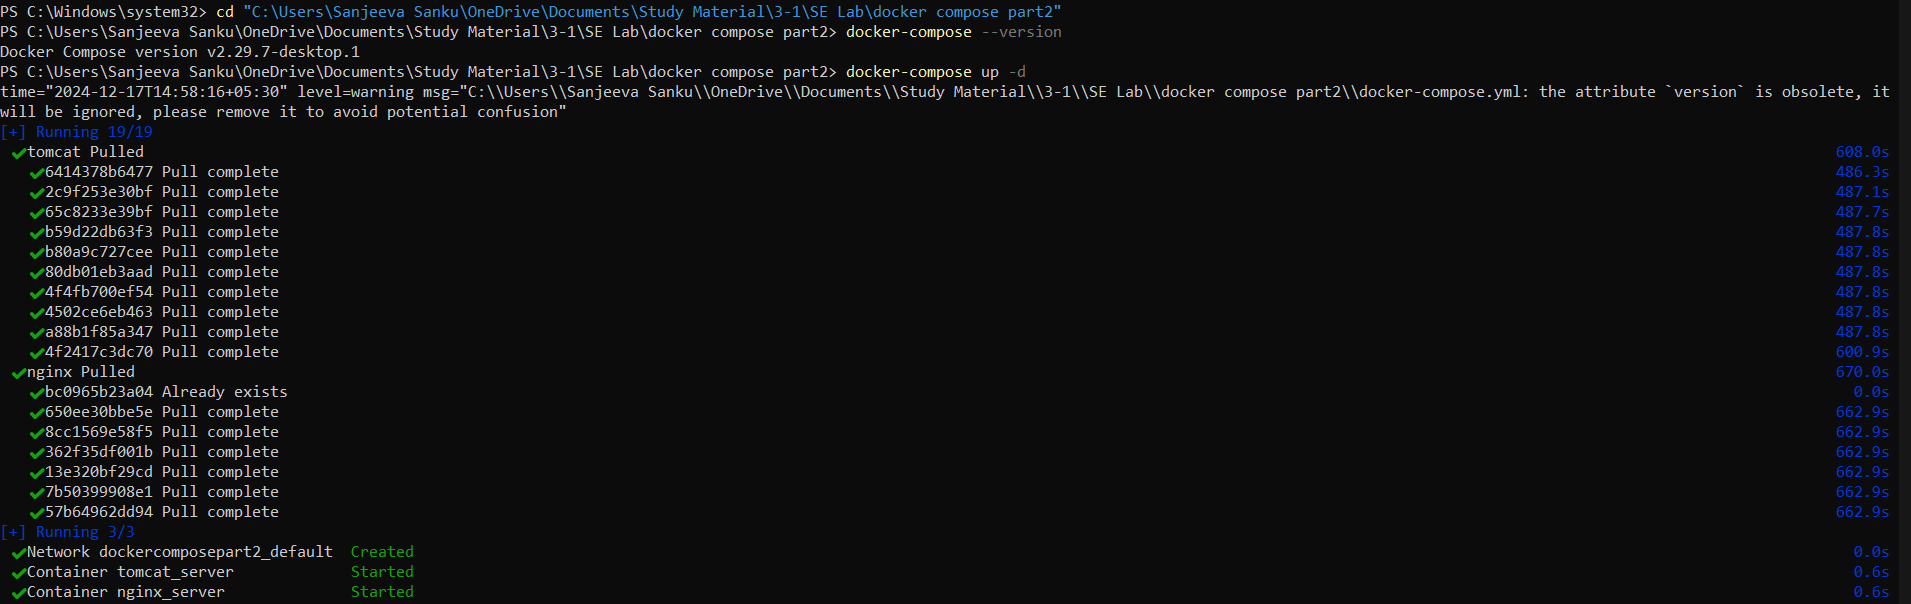 PS C:\Windows\system32> cd "C:\Users\Sanjeeva Sanku\OneDrive\Documents\Study Material\3-1\SE Lab\docker compose part2"
PS C:\Users\Sanjeeva Sanku\OneDrive\Documents\Study Material\3-1\SE Lab\docker compose part2> docker-compose --version
Docker Compose version v2.29.7-desktop.1
PS C:\Users\Sanjeeva Sanku\OneDrive\Documents\Study Material\3-1\SE Lab\docker compose part2> docker-compose up -d
time="2024-12-17T14:58:16+05:30" level=warning msg="C:\\Users\\Sanjeeva Sanku\\OneDrive\\Documents\\Study Material\\3-1\\SE Lab\\docker compose part2\\docker-compose.yml: the attribute `version` is obsolete, it
will be ignored, please remove it to avoid potential confusion"
[+] Running 19/19
✔tomcat Pulled 608.0s
✔6414378b6477 Pull complete 486.3s
✔2c9f253e30bf Pull complete 487.1s
✔65c8233e39bf Pull complete 487.7s
✔b59d22db63f3 Pull complete 487.8s
✔b80a9c727cee Pull complete 487.8s
✔80db01eb3aad Pull complete 487.8s
✔4f4fb700ef54 Pull complete 487.8s
✔4502ce6eb463 Pull complete 487.8s
✔a88b1f85a347 Pull complete 487.8s
✔4f2417c3dc70 Pull complete 600.9s
✔nginx Pulled 670.0s
✔bc0965b23a04 Already exists 0.0s
✔650ee30bbe5e Pull complete 662.9s
✔8cc1569e58f5 Pull complete 662.9s
✔362f35df001b Pull complete 662.9s
✔13e320bf29cd Pull complete 662.9s
✔7b50399908e1 Pull complete 662.9s
✔57b64962dd94 Pull complete 662.9s
[+] Running 3/3
✔Network dockercomposepart2_default Created 0.0s
✔Container tomcat_server Started 0.6s
✔Container nginx_server Started 0.6s